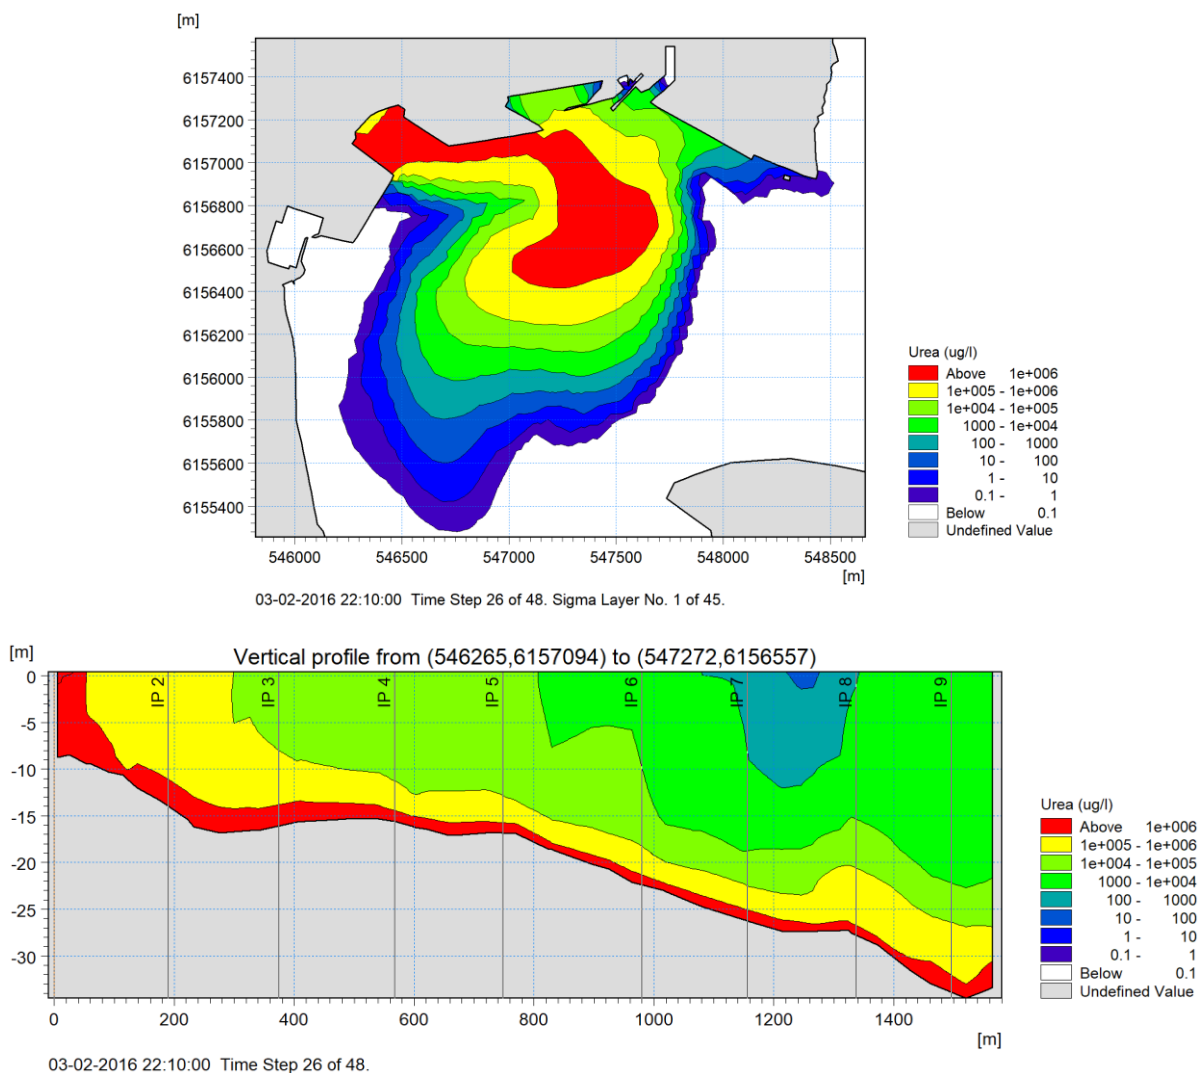 [m]
6157400
6157200
6157000
6156800
6156600
6156400
6156200
6156000
6155800
6155600
6155400
546000 546500 547000 547500 548000 548500
[m]
Urea (ug/l)
Above 1e+006
1e+005 - 1e+006
1e+004 - 1e+005
1000 - 1e+004
100 - 1000
10 - 100
1 - 10
0.1 - 1
Below 0.1
Undefined Value
03-02-2016 22:10:00 Time Step 26 of 48. Sigma Layer No. 1 of 45.
[m]
Vertical profile from (546265,6157094) to (547272,6156557)
0
-5
-10
-15
-20
-25
-30
IP 2 IP 3 IP 4 IP 5 IP 6 IP 7 IP 8 IP 9
0 200 400 600 800 1000 1200 1400
[m]
Urea (ug/l)
Above 1e+006
1e+005 - 1e+006
1e+004 - 1e+005
1000 - 1e+004
100 - 1000
10 - 100
1 - 10
0.1 - 1
Below 0.1
Undefined Value
03-02-2016 22:10:00 Time Step 26 of 48.